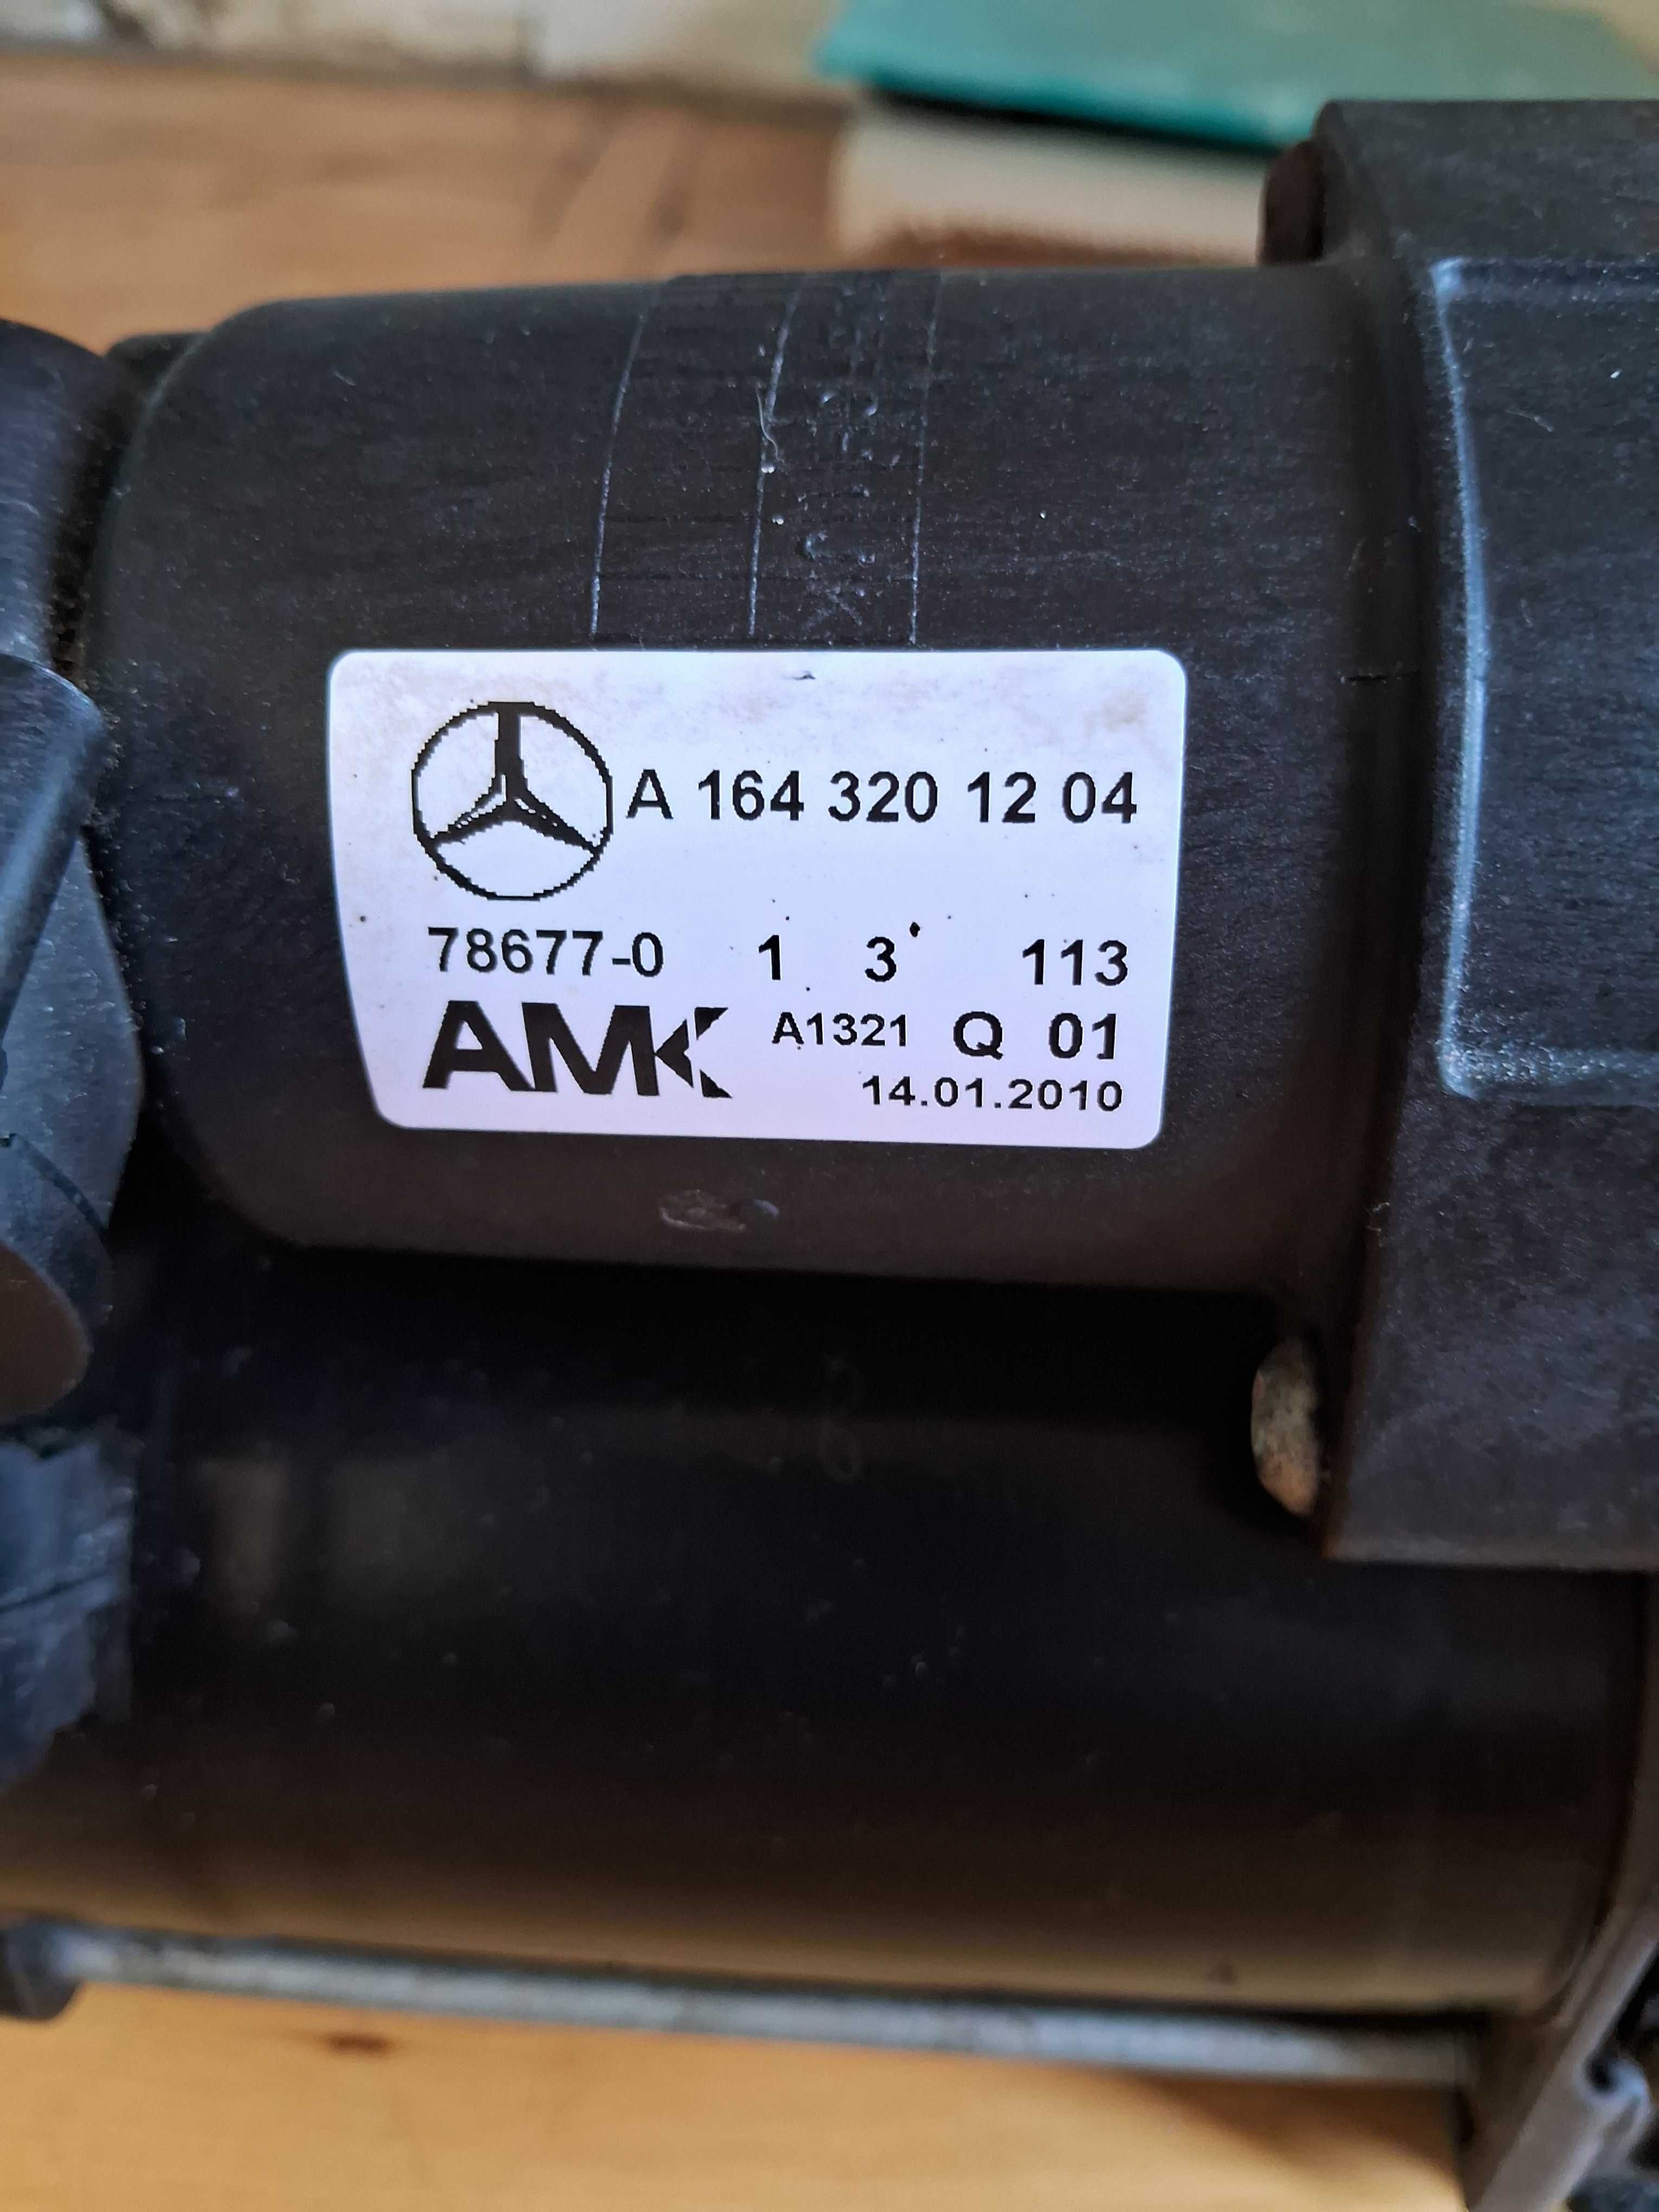 A 164 320 12 04
78677-0 1 3 113
AMK A1321 Q 01
14.01.2010